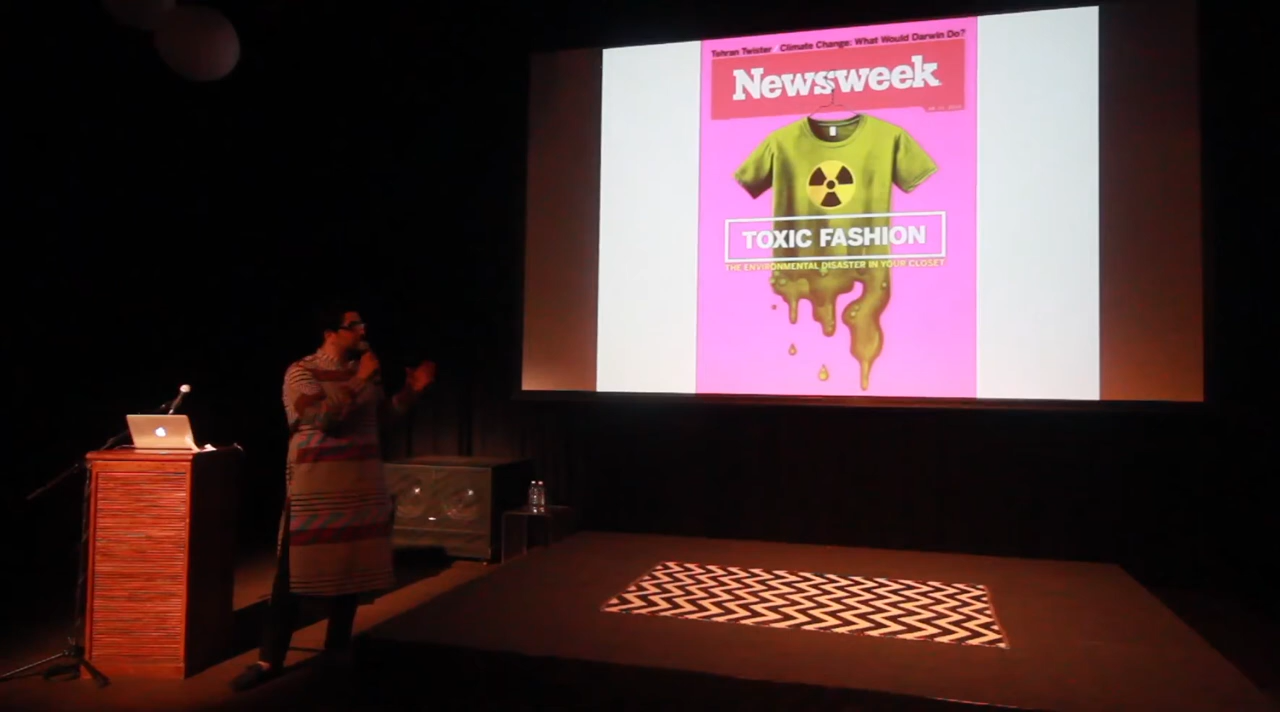 Tehran Twister Climate Change: What Would Darwin Do?
Newsweek
TOXIC FASHION
THE ENVIRONMENTAL DISASTER IN YOUR CLOSET